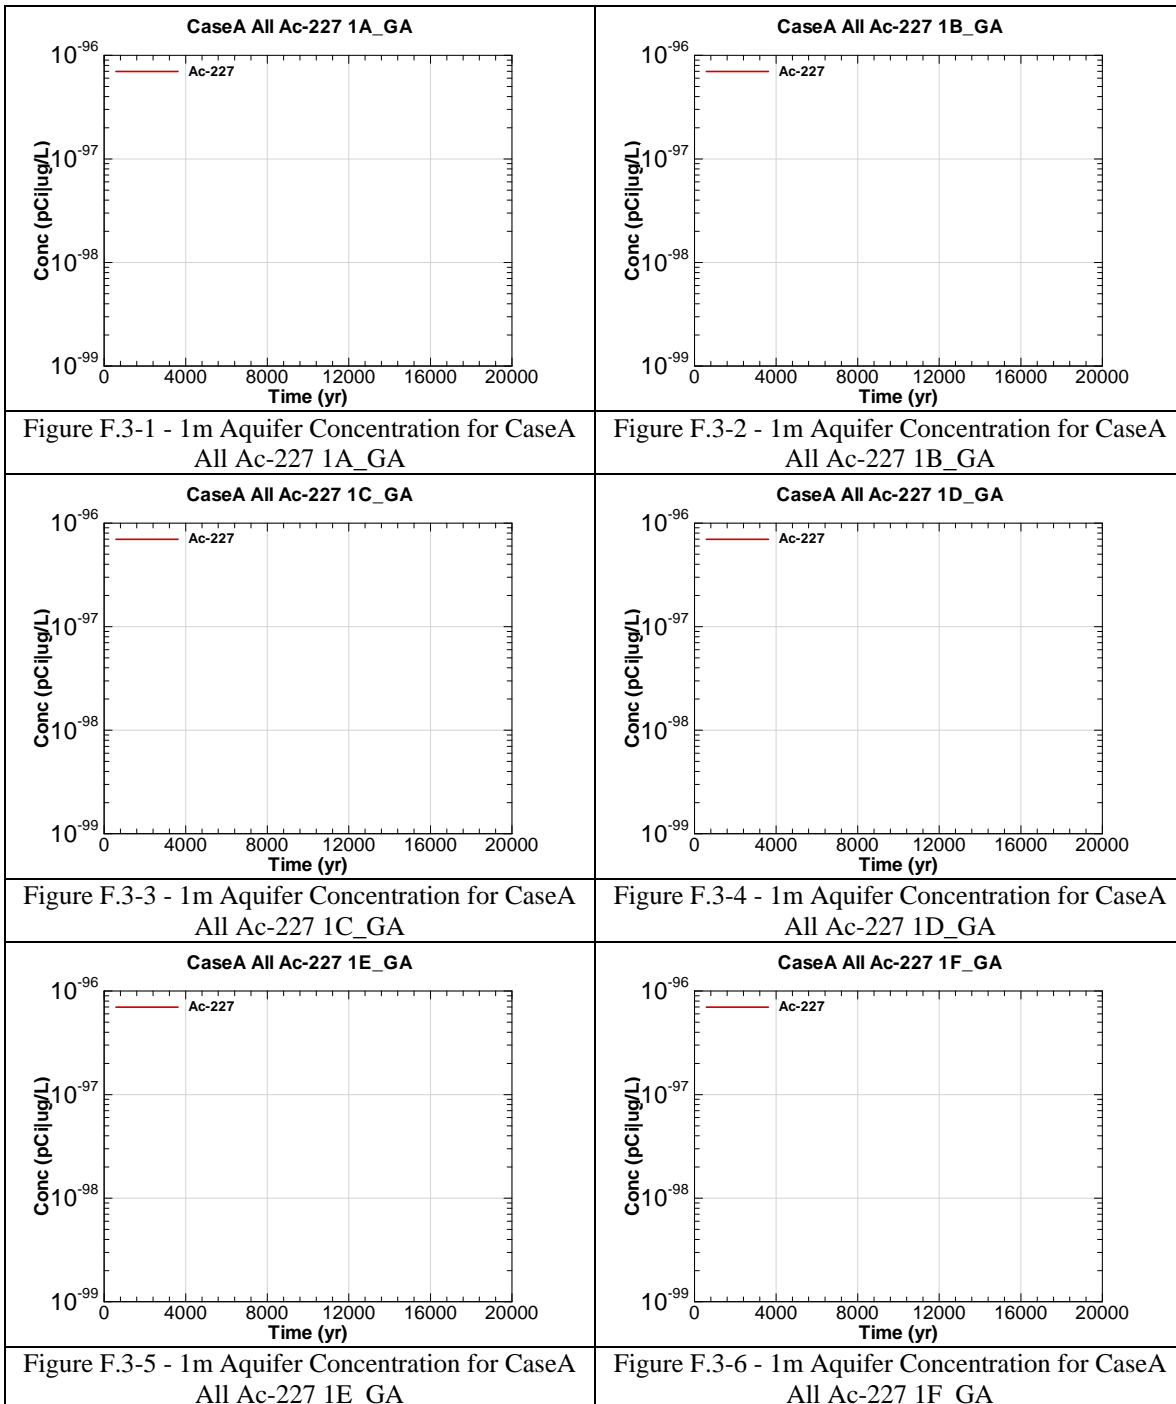 CaseA All Ac-227 1A_GA
Ac-227
Conc (pCi|ug/L)
10^-96
10^-97
10^-98
10^-99
0 4000 8000 12000 16000 20000
Time (yr)
Figure F.3-1 - 1m Aquifer Concentration for CaseA
All Ac-227 1A_GA
CaseA All Ac-227 1B_GA
Ac-227
Conc (pCi|ug/L)
10^-96
10^-97
10^-98
10^-99
0 4000 8000 12000 16000 20000
Time (yr)
Figure F.3-2 - 1m Aquifer Concentration for CaseA
All Ac-227 1B_GA
CaseA All Ac-227 1C_GA
Ac-227
Conc (pCi|ug/L)
10^-96
10^-97
10^-98
10^-99
0 4000 8000 12000 16000 20000
Time (yr)
Figure F.3-3 - 1m Aquifer Concentration for CaseA
All Ac-227 1C_GA
CaseA All Ac-227 1D_GA
Ac-227
Conc (pCi|ug/L)
10^-96
10^-97
10^-98
10^-99
0 4000 8000 12000 16000 20000
Time (yr)
Figure F.3-4 - 1m Aquifer Concentration for CaseA
All Ac-227 1D_GA
CaseA All Ac-227 1E_GA
Ac-227
Conc (pCi|ug/L)
10^-96
10^-97
10^-98
10^-99
0 4000 8000 12000 16000 20000
Time (yr)
Figure F.3-5 - 1m Aquifer Concentration for CaseA
All Ac-227 1E_GA
CaseA All Ac-227 1F_GA
Ac-227
Conc (pCi|ug/L)
10^-96
10^-97
10^-98
10^-99
0 4000 8000 12000 16000 20000
Time (yr)
Figure F.3-6 - 1m Aquifer Concentration for CaseA
All Ac-227 1F_GA